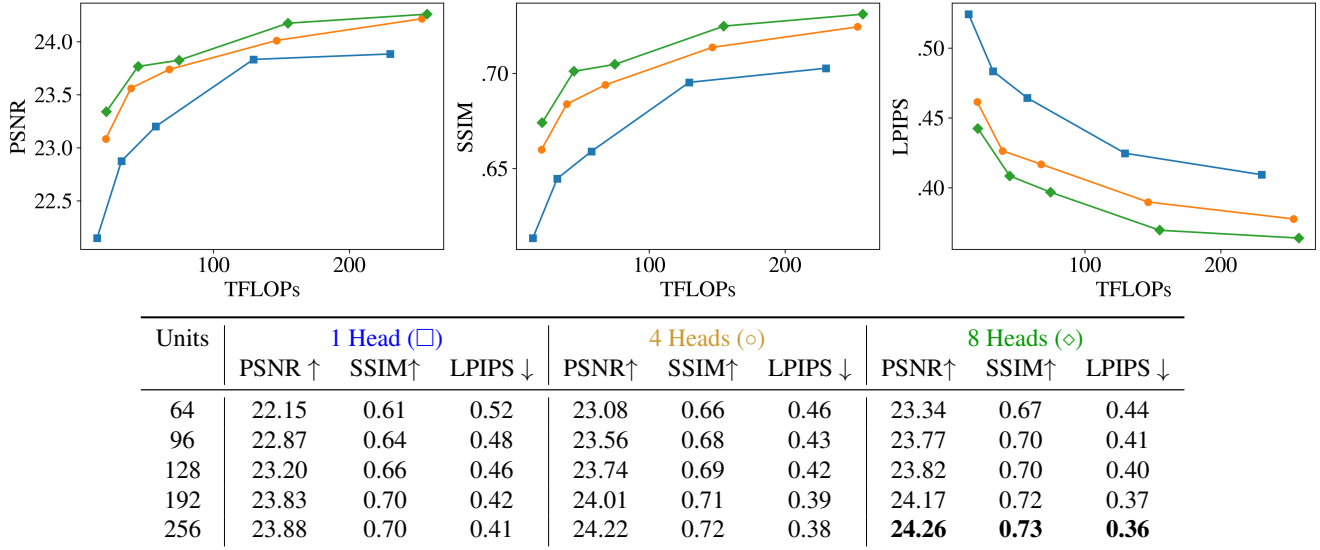 PSNR
24.0
23.5
23.0
22.5
100 200
TFLOPs
SSIM
.70
.65
100 200
TFLOPs
LPIPS
.50
.45
.40
100 200
TFLOPs
Units 1 Head (□) 4 Heads (○) 8 Heads (◇)
PSNR ↑ SSIM↑ LPIPS ↓ PSNR↑ SSIM↑ LPIPS ↓ PSNR↑ SSIM↑ LPIPS ↓
64 22.15 0.61 0.52 23.08 0.66 0.46 23.34 0.67 0.44
96 22.87 0.64 0.48 23.56 0.68 0.43 23.77 0.70 0.41
128 23.20 0.66 0.46 23.74 0.69 0.42 23.82 0.70 0.40
192 23.83 0.70 0.42 24.01 0.71 0.39 24.17 0.72 0.37
256 23.88 0.70 0.41 24.22 0.72 0.38 24.26 0.73 0.36